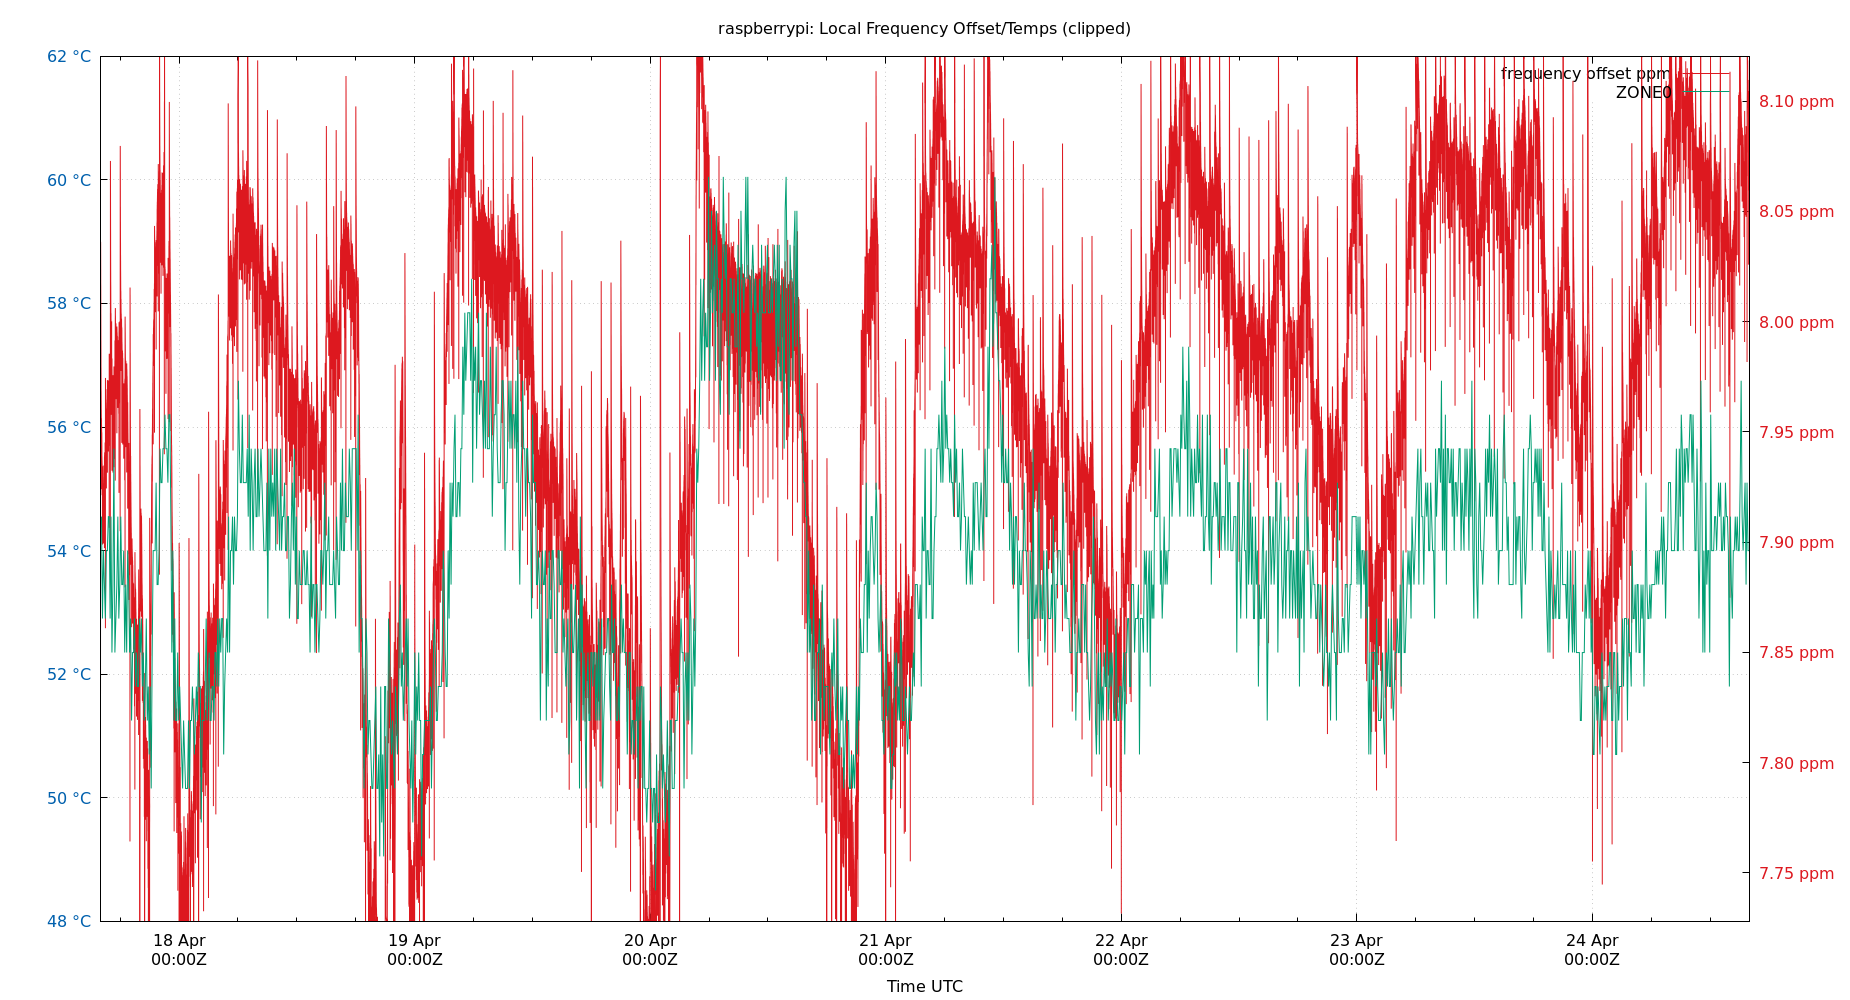 raspberrypi: Local Frequency Offset/Temps (clipped)
62 °C
60 °C
58 °C
56 °C
54 °C
52 °C
50 °C
48 °C
frequency offset ppm
ZONE0
8.10 ppm
8.05 ppm
8.00 ppm
7.95 ppm
7.90 ppm
7.85 ppm
7.80 ppm
7.75 ppm
18 Apr
00:00Z
19 Apr
00:00Z
20 Apr
00:00Z
21 Apr
00:00Z
22 Apr
00:00Z
23 Apr
00:00Z
24 Apr
00:00Z
Time UTC